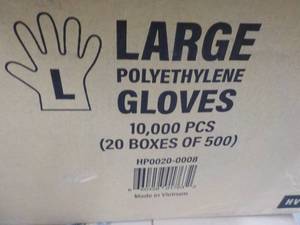 L
LARGE
POLYETHYLENE
GLOVES
10,000 PCS
(20 BOXES OF 500)
HP0020-0008
Made in Vietnam